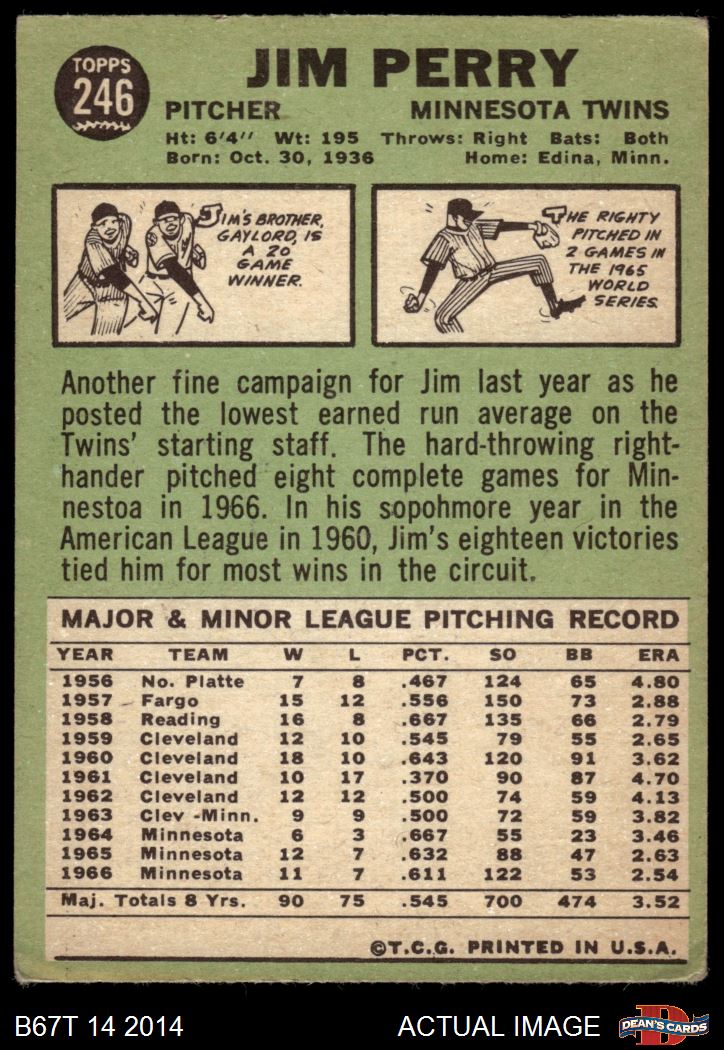 TOPPS
246
JIM PERRY
PITCHER MINNESOTA TWINS
Ht: 6'4" Wt: 195 Throws: Right Bats: Both
Born: Oct. 30, 1936 Home: Edina, Minn.
JIM'S BROTHER,
GAYLORD, IS
A 20
GAME
WINNER.
THE RIGHTY
PITCHED IN
2 GAMES IN
THE 1965
WORLD
SERIES.
Another fine campaign for Jim last year as he
posted the lowest earned run average on the
Twins' starting staff. The hard-throwing right-
hander pitched eight complete games for Min-
nestoa in 1966. In his sopohmore year in the
American League in 1960, Jim's eighteen victories
tied him for most wins in the circuit.
MAJOR & MINOR LEAGUE PITCHING RECORD
YEAR TEAM W L PCT. SO BB ERA
1956 No. Platte 7 8 .467 124 65 4.80
1957 Fargo 15 12 .556 150 73 2.88
1958 Reading 16 8 .667 135 66 2.79
1959 Cleveland 12 10 .545 79 55 2.65
1960 Cleveland 18 10 .643 120 91 3.62
1961 Cleveland 10 17 .370 90 87 4.70
1962 Cleveland 12 12 .500 74 59 4.13
1963 Clev -Minn. 9 9 .500 72 59 3.82
1964 Minnesota 6 3 .667 55 23 3.46
1965 Minnesota 12 7 .632 88 47 2.63
1966 Minnesota 11 7 .611 122 53 2.54
Maj. Totals 8 Yrs. 90 75 .545 700 474 3.52
©T.C.G. PRINTED IN U.S.A.
B67T 14 2014 ACTUAL IMAGE
D
DEAN'S CARDS